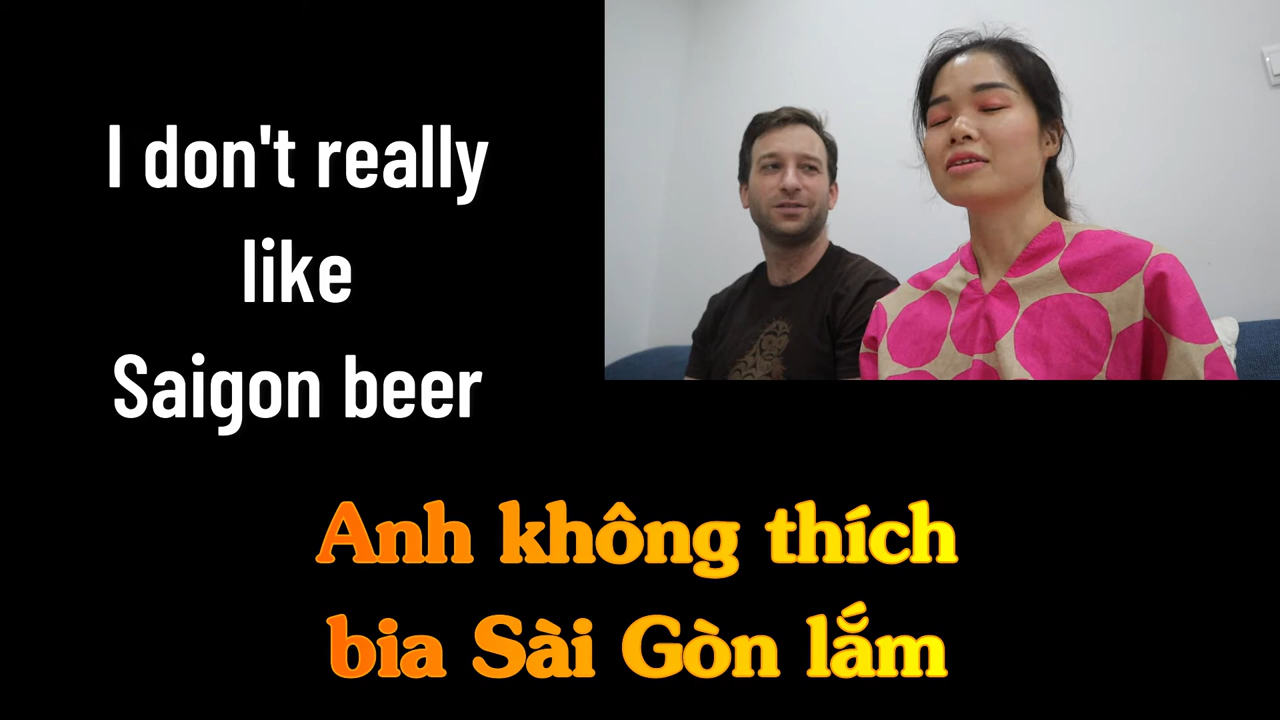 I don't really
like
Saigon beer
Anh không thích
bia Sài Gòn lắm